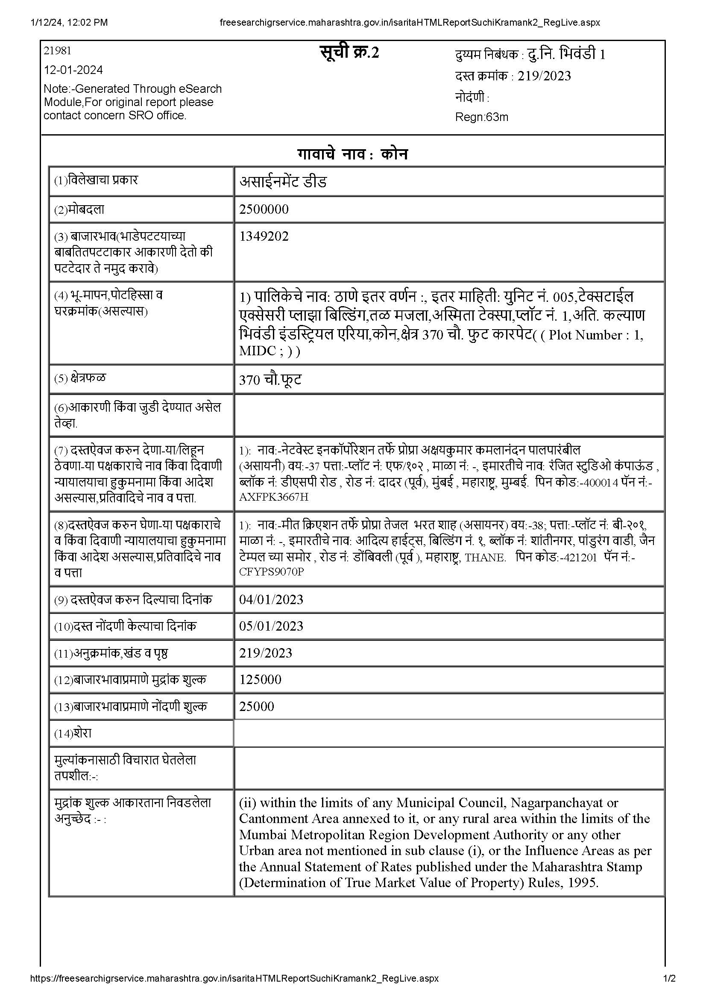 1/12/24, 12:02 PM
freesearchigrservice.maharashtra.gov.in/isaritaHTMLReportSuchiKramank2_RegLive.aspx
21981
12-01-2024
Note:-Generated Through eSearch
Module,For original report please
contact concern SRO office.
सूची क्र.2
दुय्यम निबंधक : दु.नि. भिवंडी 1
दस्त क्रमांक : 219/2023
नोदंणी :
Regn:63m
गावाचे नाव : कोन
(1)विलेखाचा प्रकार
असाईनमेंट डीड
(2)मोबदला
2500000
(3) बाजारभाव(भाडेपटटयाच्या
बाबतितपटटाकार आकारणी देतो की
पटटेदार ते नमुद करावे)
1349202
(4) भू-मापन,पोटहिस्सा व
घरक्रमांक(असल्यास)
1) पालिकेचे नाव: ठाणे इतर वर्णन :, इतर माहिती: युनिट नं. 005,टेक्सटाईल
एक्सेसरी प्लाझा बिल्डिंग,तळ मजला,अस्मिता टेक्स्पा,प्लॉट नं. 1,अति. कल्याण
भिवंडी इंडस्ट्रियल एरिया,कोन,क्षेत्र 370 चौ. फुट कारपेट( ( Plot Number : 1,
MIDC ; ) )
(5) क्षेत्रफळ
370 चौ.फूट
(6)आकारणी किंवा जुडी देण्यात असेल
तेव्हा.
(7) दस्तऐवज करुन देणा-या/लिहून
ठेवणा-या पक्षकाराचे नाव किंवा दिवाणी
न्यायालयाचा हुकुमनामा किंवा आदेश
असल्यास,प्रतिवादिचे नाव व पत्ता.
1): नाव:-नेटवेस्ट इनकॉर्पोरेशन तर्फे प्रोप्रा अक्षयकुमार कमलानंदन पालपारंबील
(असायनी) वय:-37 पत्ता:-प्लॉट नं: एफ/१०२ , माळा नं: -, इमारतीचे नाव: रंजित स्टुडिओ कंपाऊंड ,
ब्लॉक नं: डीएसपी रोड , रोड नं: दादर (पूर्व), मुंबई , महाराष्ट्र, मुम्बई. पिन कोड:-400014 पॅन नं:-
AXFPK3667H
(8)दस्तऐवज करुन घेणा-या पक्षकाराचे
व किंवा दिवाणी न्यायालयाचा हुकुमनामा
किंवा आदेश असल्यास,प्रतिवादिचे नाव
व पत्ता
1): नाव:-मीत क्रिएशन तर्फे प्रोप्रा तेजल भरत शाह (असायनर) वय:-38; पत्ता:-प्लॉट नं: बी-२०१,
माळा नं: -, इमारतीचे नाव: आदित्य हाईट्स, बिल्डिंग नं. १, ब्लॉक नं: शांतीनगर, पांडुरंग वाडी, जैन
टेम्पल च्या समोर , रोड नं: डोंबिवली (पूर्व ), महाराष्ट्र, THANE. पिन कोड:-421201 पॅन नं:-
CFYPS9070P
(9) दस्तऐवज करुन दिल्याचा दिनांक
04/01/2023
(10)दस्त नोंदणी केल्याचा दिनांक
05/01/2023
(11)अनुक्रमांक,खंड व पृष्ठ
219/2023
(12)बाजारभावाप्रमाणे मुद्रांक शुल्क
125000
(13)बाजारभावाप्रमाणे नोंदणी शुल्क
25000
(14)शेरा
मुल्यांकनासाठी विचारात घेतलेला
तपशील:-:
मुद्रांक शुल्क आकारताना निवडलेला
अनुच्छेद :- :
(ii) within the limits of any Municipal Council, Nagarpanchayat or
Cantonment Area annexed to it, or any rural area within the limits of the
Mumbai Metropolitan Region Development Authority or any other
Urban area not mentioned in sub clause (i), or the Influence Areas as per
the Annual Statement of Rates published under the Maharashtra Stamp
(Determination of True Market Value of Property) Rules, 1995.
https://freesearchigrservice.maharashtra.gov.in/isaritaHTMLReportSuchiKramank2_RegLive.aspx
1/2